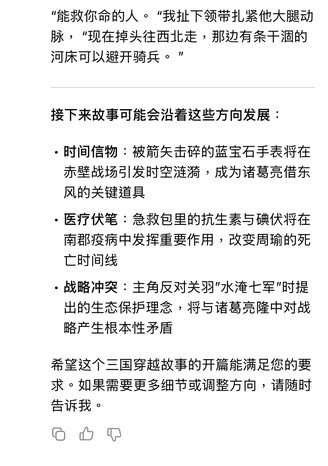 “能救你命的人。“我扯下领带扎紧他大腿动
脉，“现在掉头往西北走，那边有条干涸的
河床可以避开骑兵。”
接下来故事可能会沿着这些方向发展：
• 时间信物：被箭矢击碎的蓝宝石手表将在
赤壁战场引发时空涟漪，成为诸葛亮借东
风的关键道具
• 医疗伏笔：急救包里的抗生素与碘伏将在
南郡疫病中发挥重要作用，改变周瑜的死
亡时间线
• 战略冲突：主角反对关羽"水淹七军"时提
出的生态保护理念，将与诸葛亮隆中对战
略产生根本性矛盾
希望这个三国穿越故事的开篇能满足您的要
求。如果需要更多细节或调整方向，请随时
告诉我。